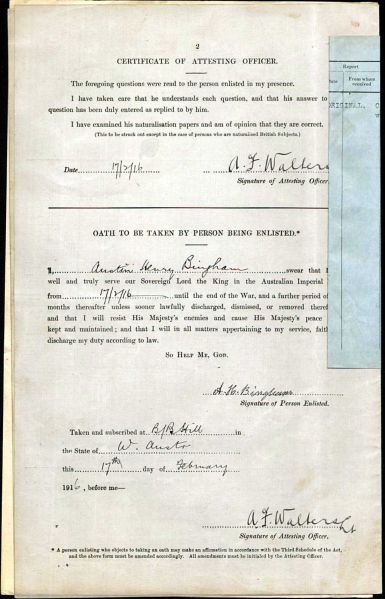 2
CERTIFICATE OF ATTESTING OFFICER.
The foregoing questions were read to the person enlisted in my presence.
I have taken care that he understands each question, and that his answer to
question has been duly entered as replied to by him.
I have examined his naturalisation papers and am of opinion that they are correct.
(This to be struck out except in the case of persons who are naturalised British Subjects.)
Date 17/2/16 A. F. Walters
Signature of Attesting Officer.
Report
Date From whom received
ORIGINAL,
OATH TO BE TAKEN BY PERSON BEING ENLISTED.*
I, Austin Henry Bingham swear that I
well and truly serve our Sovereign Lord the King in the Australian Imperial
from 17/2/16 until the end of the War, and a further period of
months thereafter unless sooner lawfully discharged, dismissed, or removed there
and that I will resist His Majesty's enemies and cause His Majesty's peace
kept and maintained; and that I will in all matters appertaining to my service, faith
discharge my duty according to law.
SO HELP ME, GOD.
A. H. Bingham
Signature of Person Enlisted.
Taken and subscribed at B/B Hill in
the State of W. Austr
this 17th day of February
1916, before me—
A. F. Walters Lt
Signature of Attesting Officer.
* A person enlisting who objects to taking an oath may make an affirmation in accordance with the Third Schedule of the Act,
and the above form must be amended accordingly. All amendments must be initialed by the Attesting Officer.